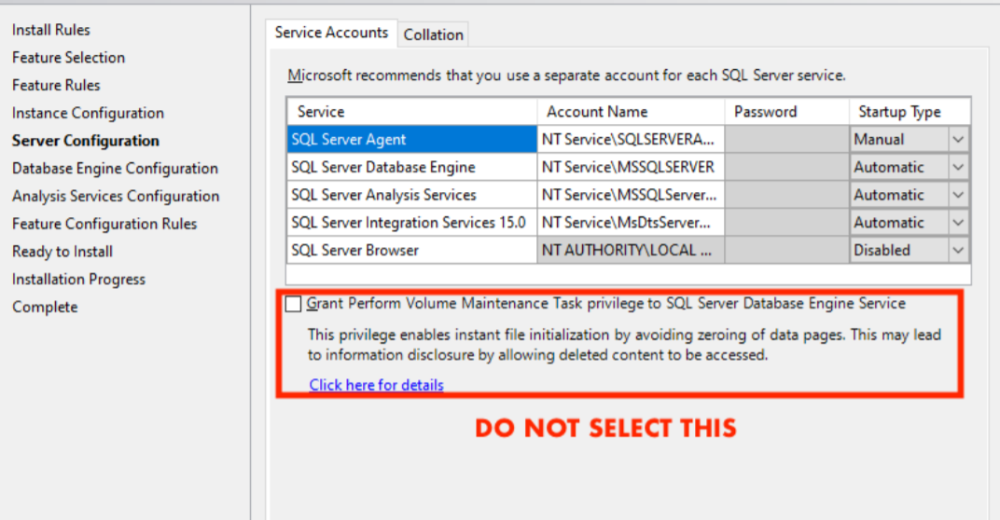 Install Rules
Feature Selection
Feature Rules
Instance Configuration
Server Configuration
Database Engine Configuration
Analysis Services Configuration
Feature Configuration Rules
Ready to Install
Installation Progress
Complete
Service Accounts Collation
Microsoft recommends that you use a separate account for each SQL Server service.
Service Account Name Password Startup Type
SQL Server Agent NT Service\SQLSERVERA... Manual
SQL Server Database Engine NT Service\MSSQLSERVER Automatic
SQL Server Analysis Services NT Service\MSSQLServer... Automatic
SQL Server Integration Services 15.0 NT Service\MsDtsServer... Automatic
SQL Server Browser NT AUTHORITY\LOCAL ... Disabled
Grant Perform Volume Maintenance Task privilege to SQL Server Database Engine Service
This privilege enables instant file initialization by avoiding zeroing of data pages. This may lead
to information disclosure by allowing deleted content to be accessed.
Click here for details
DO NOT SELECT THIS